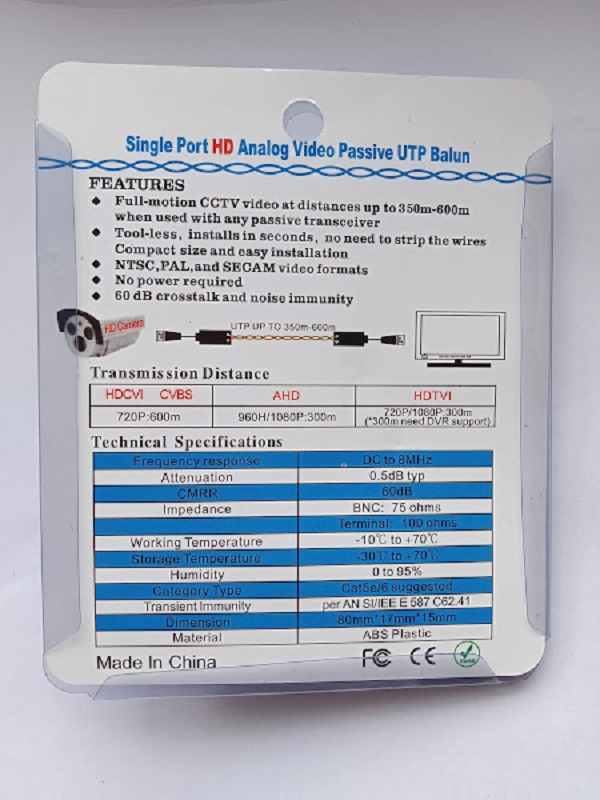 Single Port HD Analog Video Passive UTP Balun
FEATURES
◆ Full-motion CCTV video at distances up to 350m-600m
when used with any passive transceiver
◆ Tool-less, installs in seconds, no need to strip the wires
Compact size and easy installation
◆ NTSC,PAL,and SECAM video formats
◆ No power required
◆ 60 dB crosstalk and noise immunity
HD Camera
UTP UP TO 350m-600m
Transmission Distance
HDCVI CVBS AHD HDTVI
720P:600m 960H/1080P:300m 720P/1080P:300m
(*300m need DVR support)
Technical Specifications
Frequency response DC to 8MHz
Attenuation 0.5dB typ
CMRR 60dB
Impedance BNC: 75 ohms
Terminal: 100 ohms
Working Temperature -10℃ to +70℃
Storage Temperature -30℃ to +70℃
Humidity 0 to 95%
Category Type Cat5e/6 suggested
Transient Immunity per AN SI/IEE E 587 C62.41
Dimension 80mm*17mm*15mm
Material ABS Plastic
Made In China FC CE RoHS